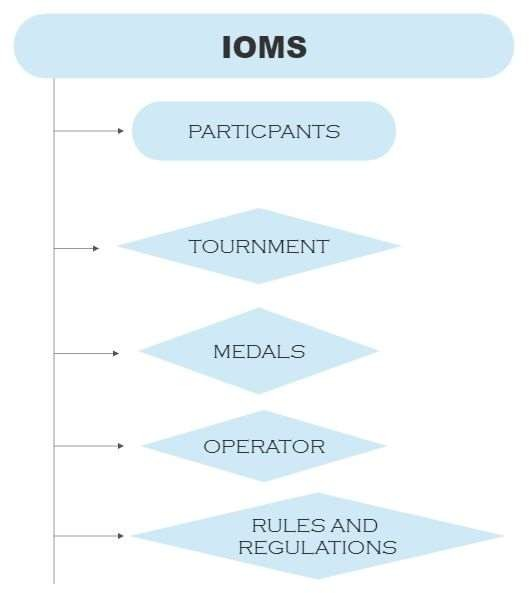 IOMS
PARTICPANTS
TOURNMENT
MEDALS
OPERATOR
RULES AND
REGULATIONS